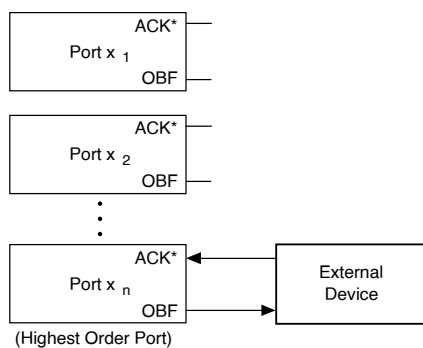 ACK*
Port x 1
OBF
ACK*
Port x 2
OBF
ACK*
Port x n
OBF
(Highest Order Port)
External
Device